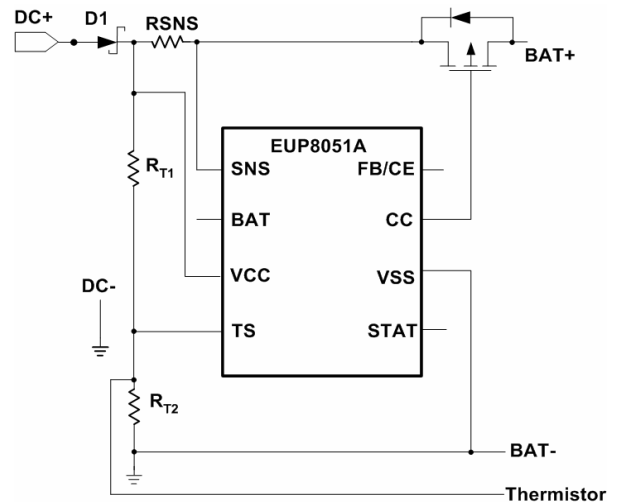 DC+
D1
RSNS
BAT+
EUP8051A
SNS
FB/CE
RT1
BAT
CC
VCC
VSS
DC-
TS
STAT
RT2
BAT-
Thermistor